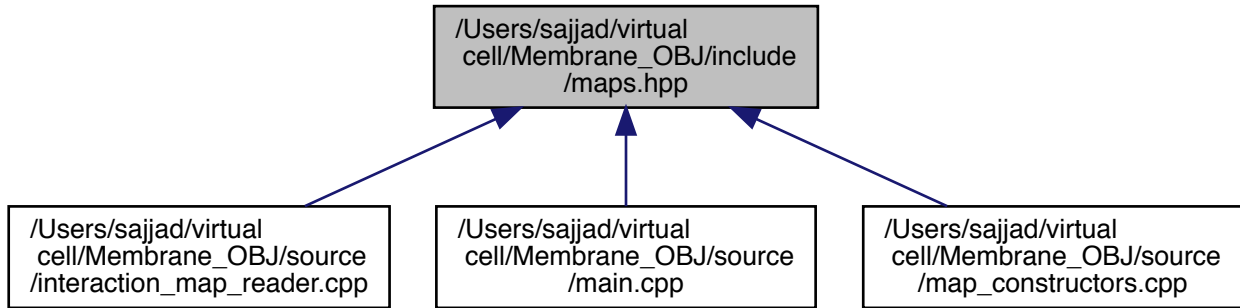 /Users/sajjad/virtual
cell/Membrane_OBJ/include
/maps.hpp
/Users/sajjad/virtual
cell/Membrane_OBJ/source
/interaction_map_reader.cpp
/Users/sajjad/virtual
cell/Membrane_OBJ/source
/main.cpp
/Users/sajjad/virtual
cell/Membrane_OBJ/source
/map_constructors.cpp